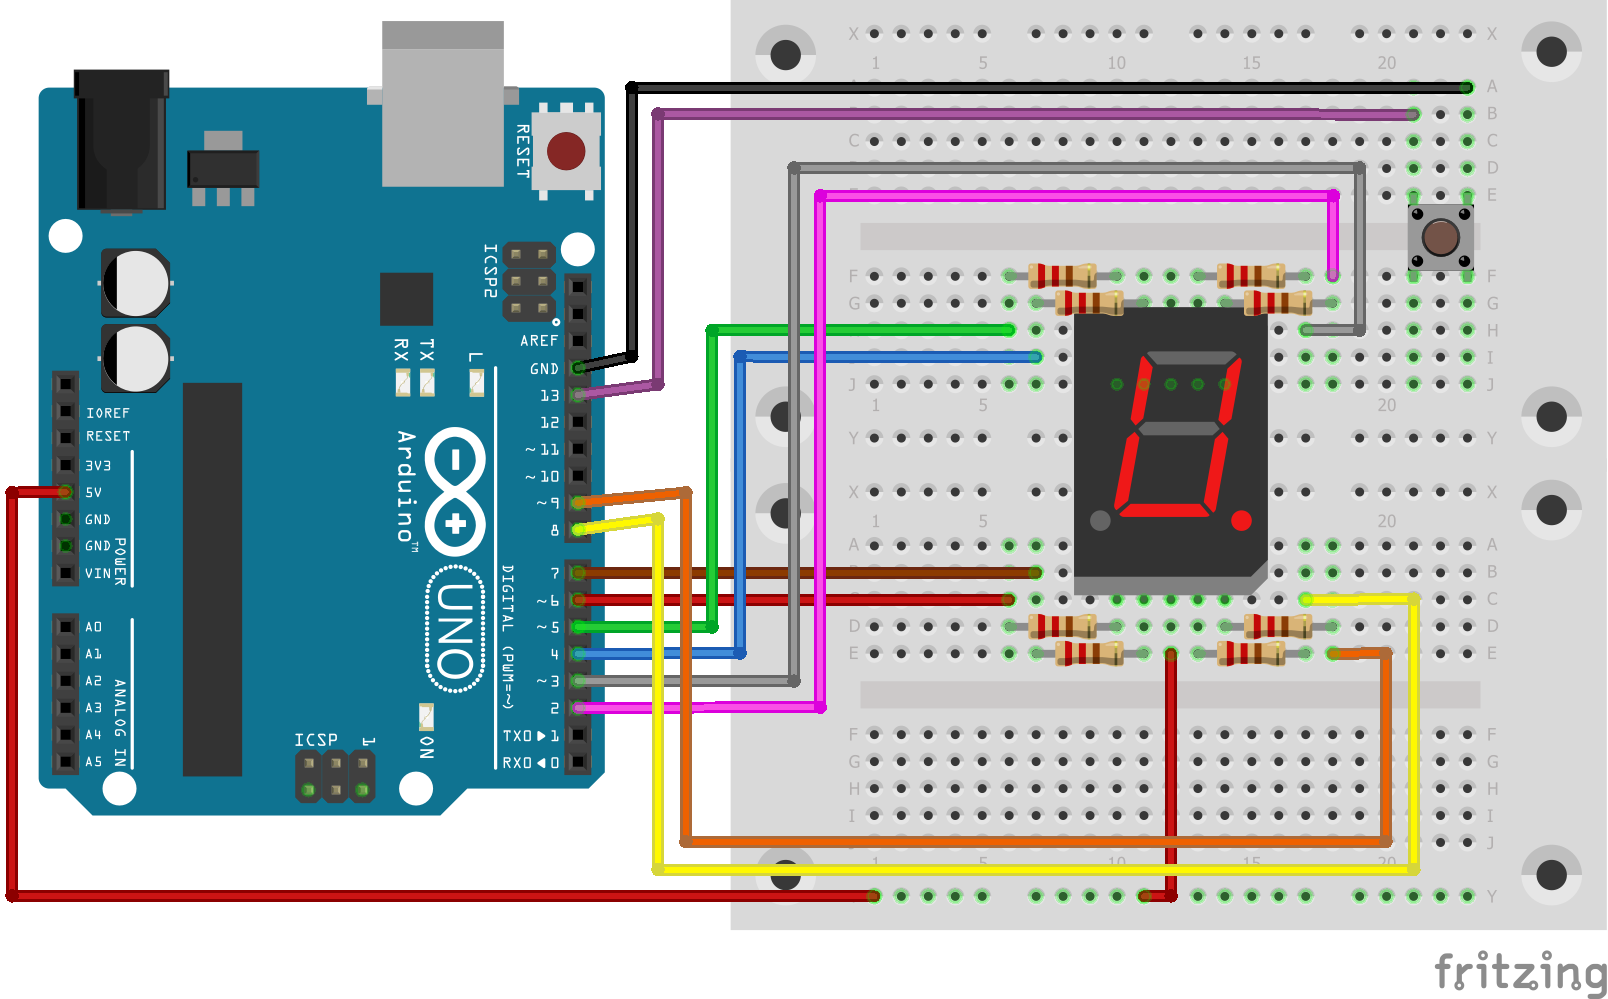 X X
1 5 10 15 20
A
B
C C
D
E
F F
G G
H
I
J J
1 5 20
Y Y
X X
1 5 20
A A
B B
C C
D D
E E
F F
G G
H H
I I
J
1 5 10 15 20
Y
RESET
ICSP2
AREF
GND
13
12
~11
~10
~9
8
7
~6
~5
4
~3
2
TX0▶1
RX0◀0
RX
TX
L
IOREF
RESET
3V3
5V
GND
GND
VIN
POWER
A0
A1
A2
A3
A4
A5
ANALOG IN
Arduino™
UNO
DIGITAL (PWM=~)
ICSP
1
ON
fritzing